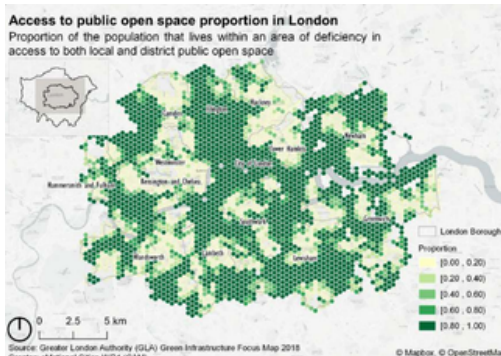 Access to public open space proportion in London
Proportion of the population that lives within an area of deficiency in
access to both local and district public open space
Hackney
Camden
Tower Hamlets
Newham
Westminster
Kensington and Chelsea
City of London
Hammersmith and Fulham
Southwark
Greenwich
Wandsworth
Lambeth
Lewisham
London Borough
Proportion
[0.00 , 0.20)
[0.20 , 0.40)
[0.40 , 0.60)
[0.60 , 0.80)
[0.80 , 1.00]
0 2.5 5 km
Source: Greater London Authority (GLA) Green Infrastructure Focus Map 2018
© Mapbox, © OpenStreetMa